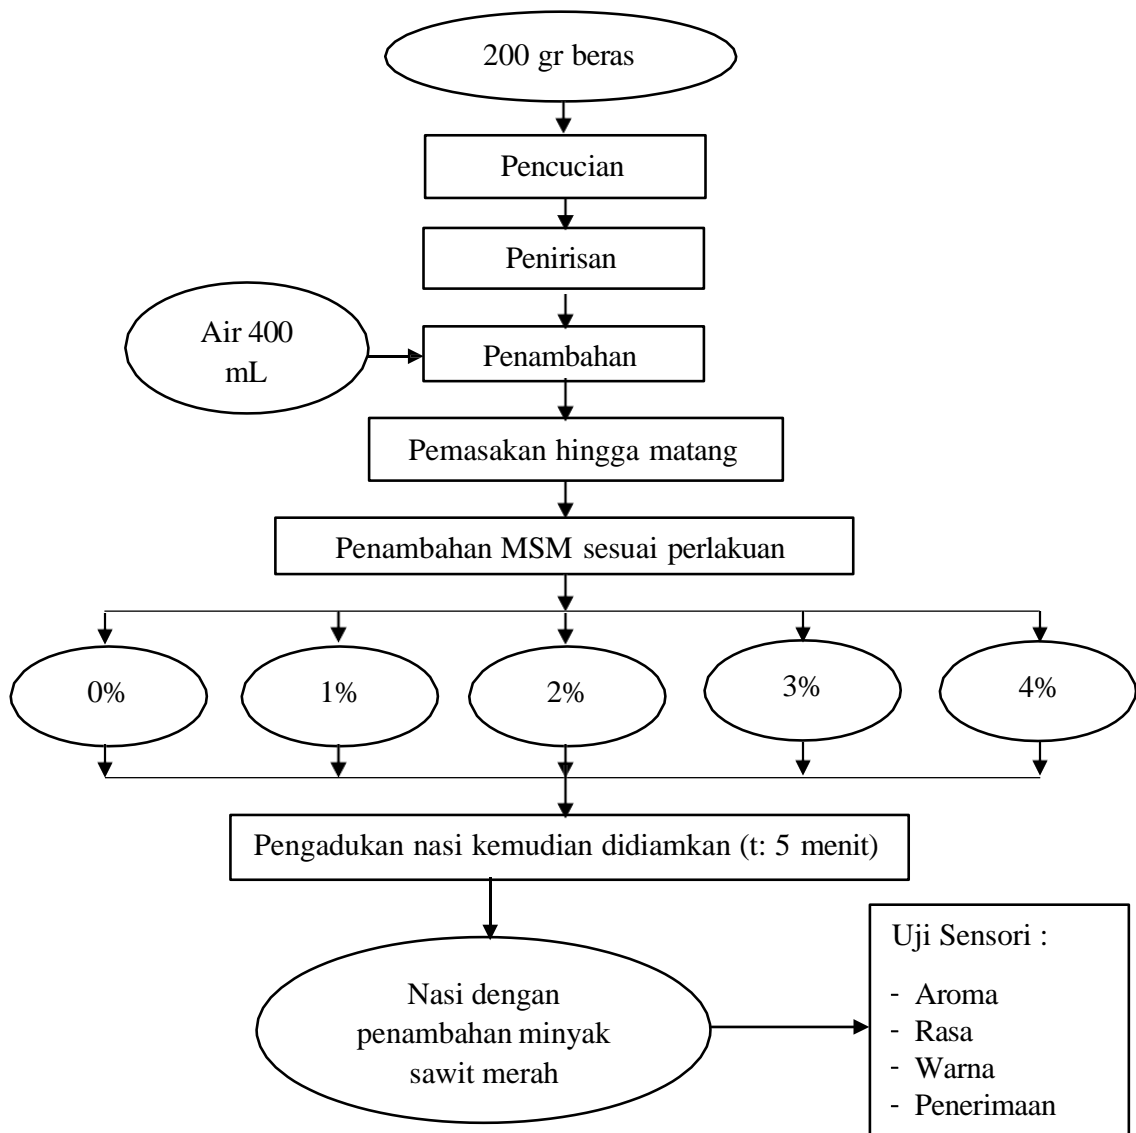 200 gr beras
Pencucian
Penirisan
Air 400
mL
Penambahan
Pemasakan hingga matang
Penambahan MSM sesuai perlakuan
0%
1%
2%
3%
4%
Pengadukan nasi kemudian didiamkan (t: 5 menit)
Nasi dengan
penambahan minyak
sawit merah
Uji Sensori :
- Aroma
- Rasa
- Warna
- Penerimaan